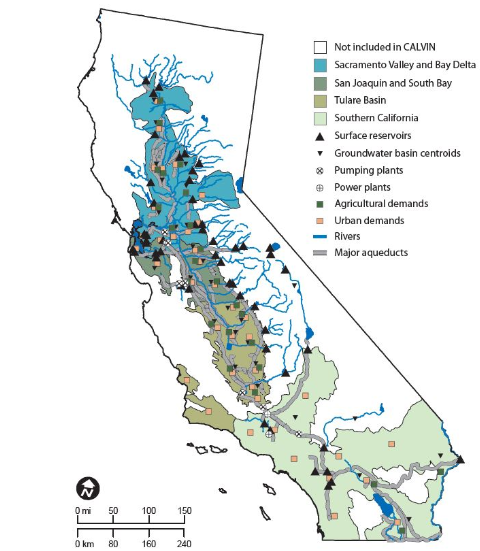 Not included in CALVIN
Sacramento Valley and Bay Delta
San Joaquin and South Bay
Tulare Basin
Southern California
Surface reservoirs
Groundwater basin centroids
Pumping plants
Power plants
Agricultural demands
Urban demands
Rivers
Major aqueducts
N
0 mi 50 100 150
0 km 80 160 240